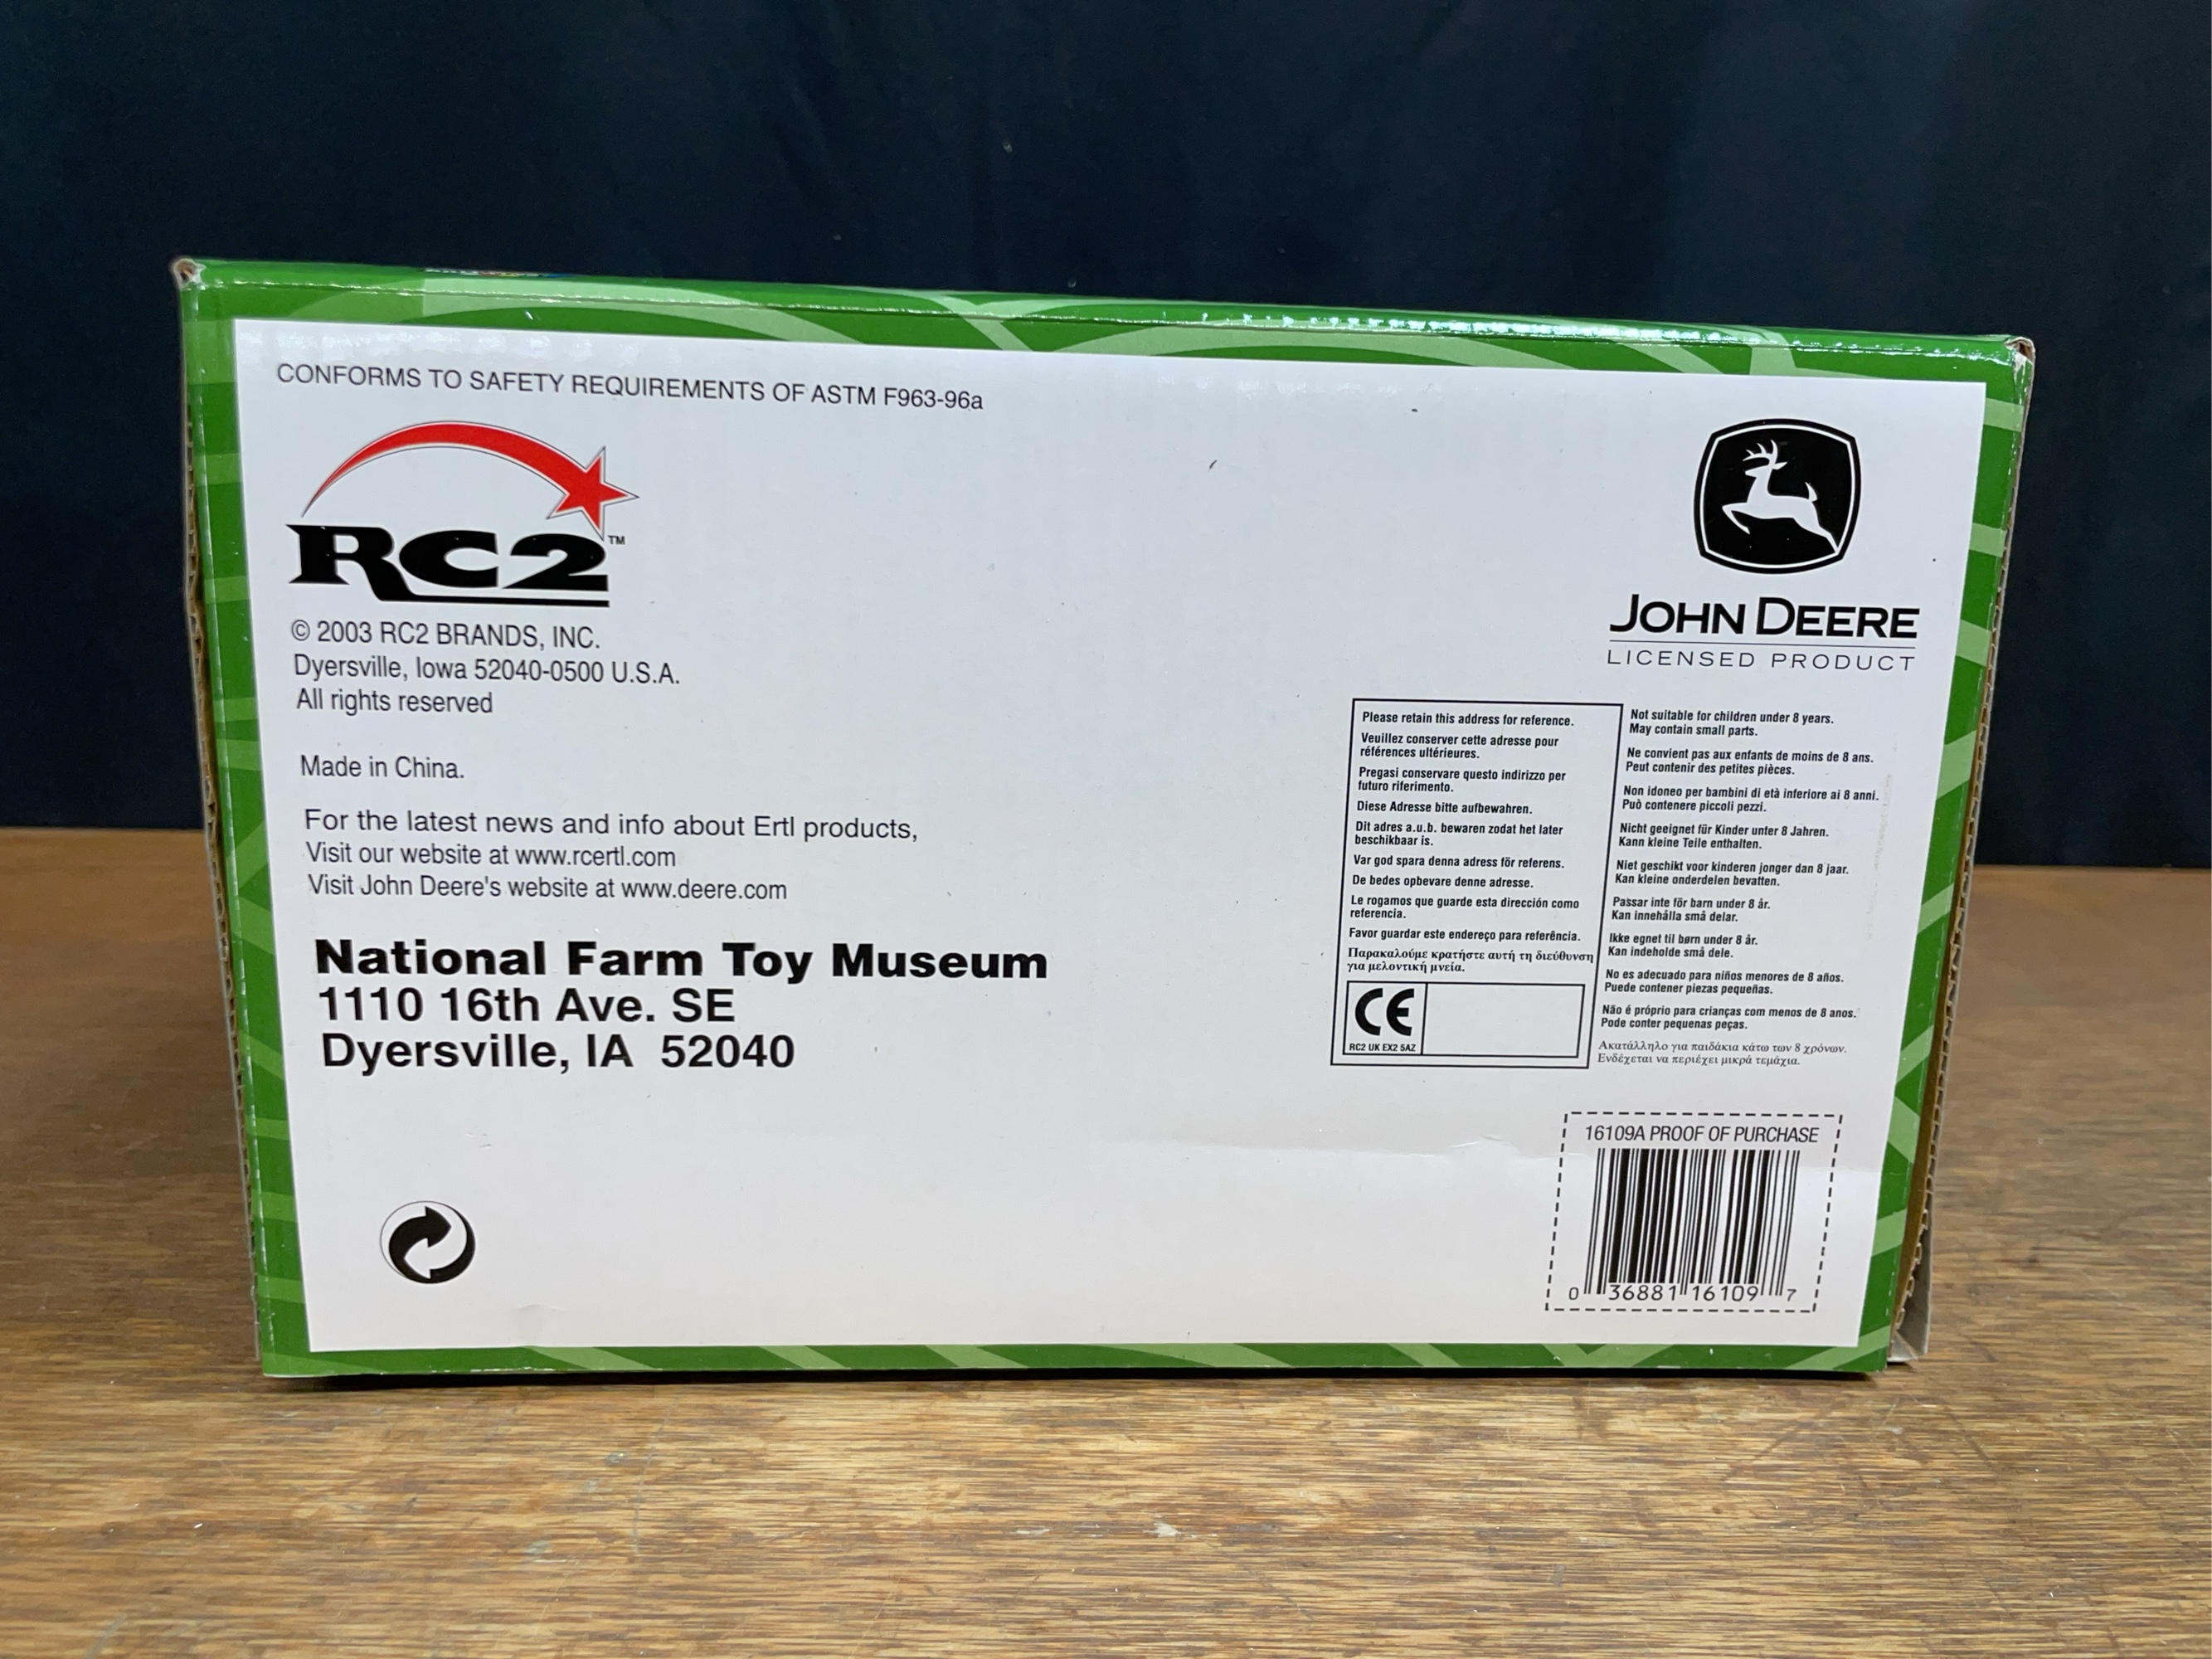 CONFORMS TO SAFETY REQUIREMENTS OF ASTM F963-96a
RC2™
© 2003 RC2 BRANDS, INC.
Dyersville, Iowa 52040-0500 U.S.A.
All rights reserved
Made in China.
For the latest news and info about Ertl products,
Visit our website at www.rcertl.com
Visit John Deere's website at www.deere.com
National Farm Toy Museum
1110 16th Ave. SE
Dyersville, IA 52040
JOHN DEERE
LICENSED PRODUCT
Please retain this address for reference.
Veuillez conserver cette adresse pour
références ultérieures.
Pregasi conservare questo indirizzo per
futuro riferimento.
Diese Adresse bitte aufbewahren.
Dit adres a.u.b. bewaren zodat het later
beschikbaar is.
Var god spara denna adress för referens.
De bedes opbevare denne adresse.
Le rogamos que guarde esta dirección como
referencia.
Favor guardar este endereço para referência.
Παρακαλούμε κρατήστε αυτή τη διεύθυνση
για μελοντική μνεία.
CE
RC2 UK EX2 5AZ
Not suitable for children under 8 years.
May contain small parts.
Ne convient pas aux enfants de moins de 8 ans.
Peut contenir des petites pièces.
Non idoneo per bambini di età inferiore ai 8 anni.
Può contenere piccoli pezzi.
Nicht geeignet für Kinder unter 8 Jahren.
Kann kleine Teile enthalten.
Niet geschikt voor kinderen jonger dan 8 jaar.
Kan kleine onderdelen bevatten.
Passar inte för barn under 8 år.
Kan innehålla små delar.
Ikke egnet til børn under 8 år.
Kan indeholde små dele.
No es adecuado para niños menores de 8 años.
Puede contener piezas pequeñas.
Não é próprio para crianças com menos de 8 anos.
Pode conter pequenas peças.
Ακατάλληλο για παιδάκια κάτω των 8 χρόνων.
Ενδέχεται να περιέχει μικρά τεμάχια.
16109A PROOF OF PURCHASE
0 36881 16109 7